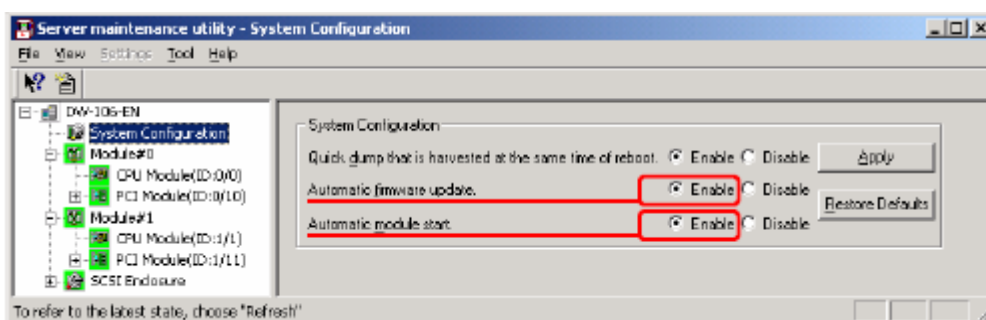 Server maintenance utility - System Configuration
File View Settings Tool Help
DW-106-EN
System Configuration
Module#0
CPU Module(ID:0/0)
PCI Module(ID:0/10)
Module#1
CPU Module(ID:1/1)
PCI Module(ID:1/11)
SCSI Enclosure
System Configuration
Quick dump that is harvested at the same time of reboot. Enable Disable Apply
Automatic firmware update. Enable Disable
Restore Defaults
Automatic module start. Enable Disable
To refer to the latest state, choose "Refresh"